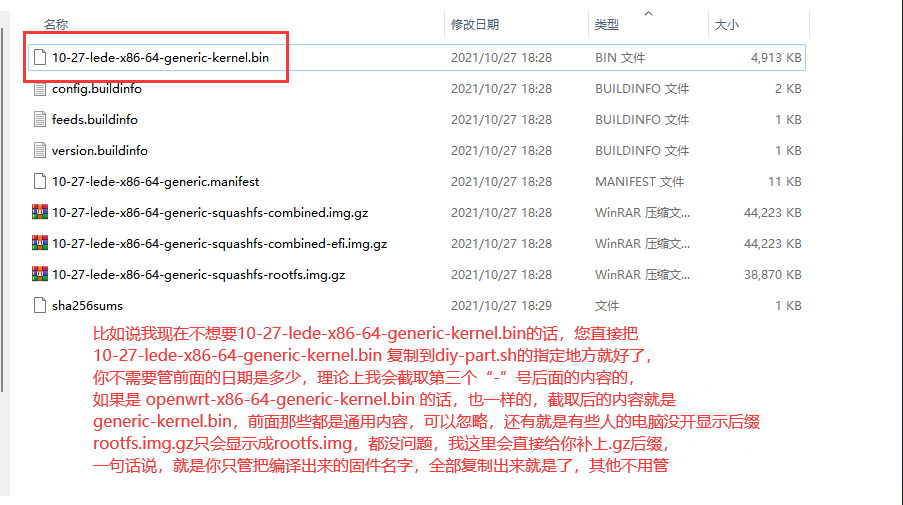 名称 修改日期 类型 大小
10-27-lede-x86-64-generic-kernel.bin 2021/10/27 18:28 BIN 文件 4,913 KB
config.buildinfo 2021/10/27 18:28 BUILDINFO 文件 2 KB
feeds.buildinfo 2021/10/27 18:28 BUILDINFO 文件 1 KB
version.buildinfo 2021/10/27 18:28 BUILDINFO 文件 1 KB
10-27-lede-x86-64-generic.manifest 2021/10/27 18:28 MANIFEST 文件 11 KB
10-27-lede-x86-64-generic-squashfs-combined.img.gz 2021/10/27 18:28 WinRAR 压缩文... 44,223 KB
10-27-lede-x86-64-generic-squashfs-combined-efi.img.gz 2021/10/27 18:28 WinRAR 压缩文... 44,223 KB
10-27-lede-x86-64-generic-squashfs-rootfs.img.gz 2021/10/27 18:28 WinRAR 压缩文... 38,870 KB
sha256sums 2021/10/27 18:29 文件 1 KB
比如说我现在不想要10-27-lede-x86-64-generic-kernel.bin的话，您直接把
10-27-lede-x86-64-generic-kernel.bin 复制到diy-part.sh的指定地方就好了，
你不需要管前面的日期是多少，理论上我会截取第三个“-”号后面的内容的，
如果是 openwrt-x86-64-generic-kernel.bin 的话，也一样的，截取后的内容就是
generic-kernel.bin，前面那些都是通用内容，可以忽略，还有就是有些人的电脑没开显示后缀
rootfs.img.gz只会显示成rootfs.img，都没问题，我这里会直接给你补上.gz后缀，
一句话说，就是你只管把编译出来的固件名字，全部复制出来就是了，其他不用管